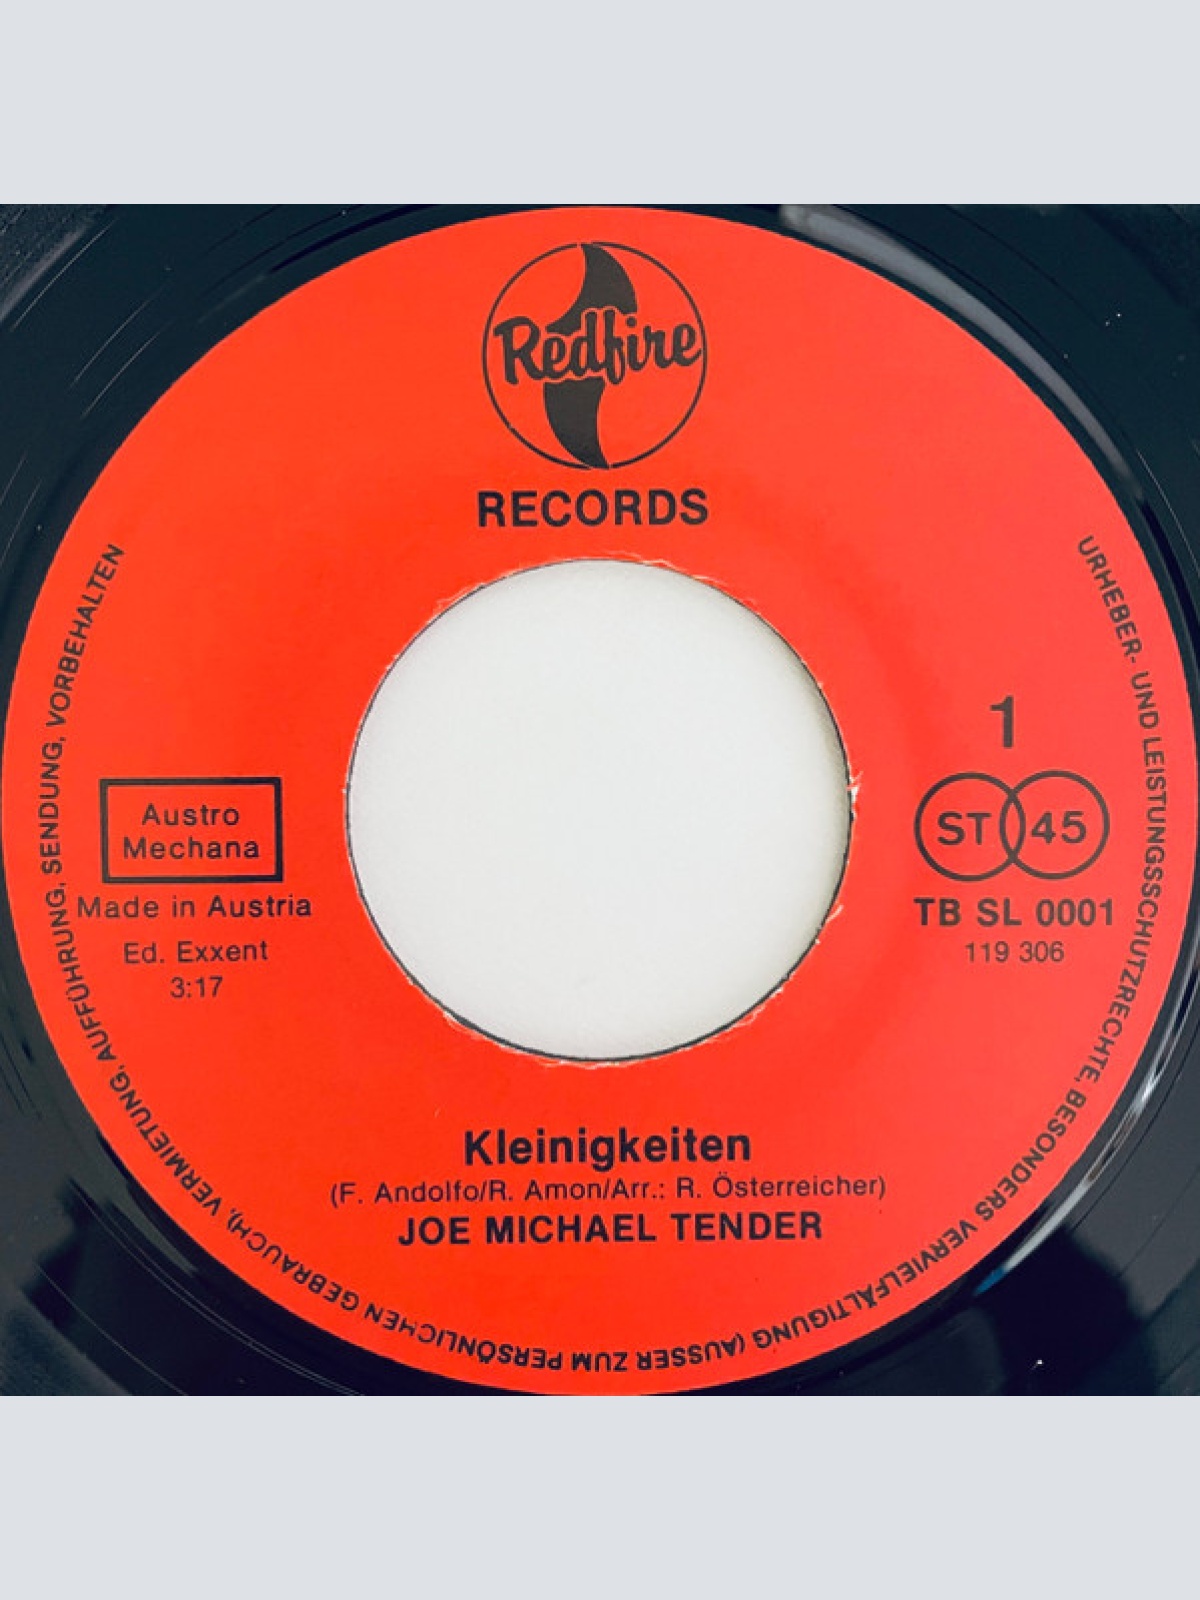 Redfire
RECORDS
1
ST 45
TB SL 0001
119 306
Austro
Mechana
Made in Austria
Ed. Exxent
3:17
Kleinigkeiten
(F. Andolfo/R. Amon/Arr.: R. Österreicher)
JOE MICHAEL TENDER
URHEBER- UND LEISTUNGSSCHUTZRECHTE, BESONDERS VERVIELFÄLTIGUNG (AUSSER ZUM PERSÖNLICHEN GEBRAUCH), VERMIETUNG, AUFFÜHRUNG, SENDUNG, VORBEHALTEN